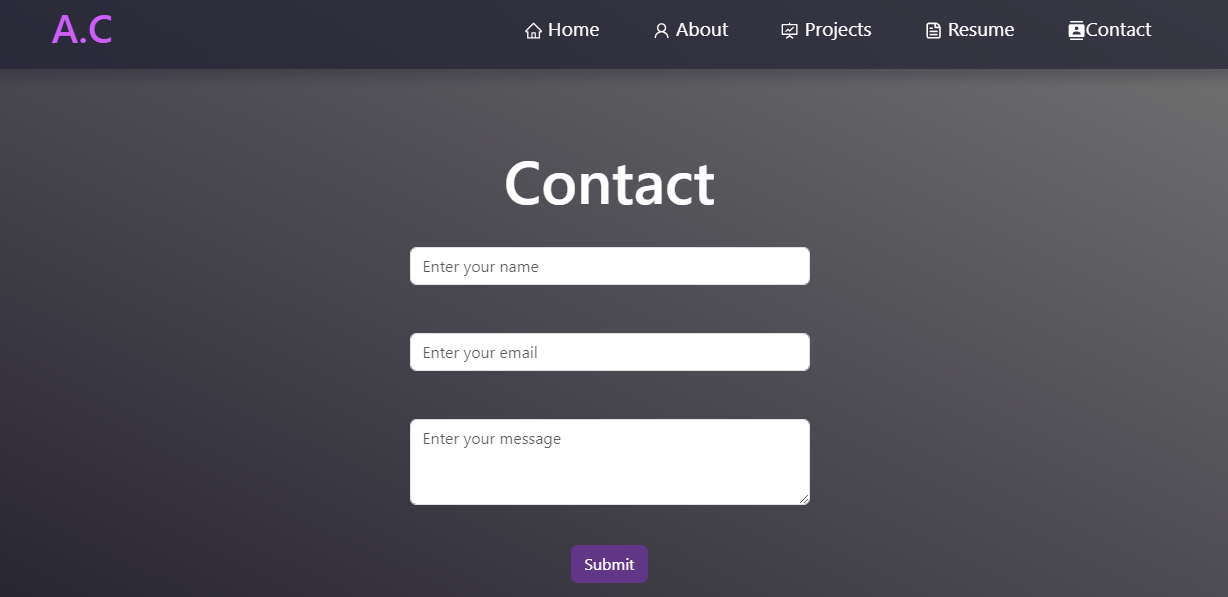 A.C Home About Projects Resume Contact
Contact
Enter your name
Enter your email
Enter your message
Submit